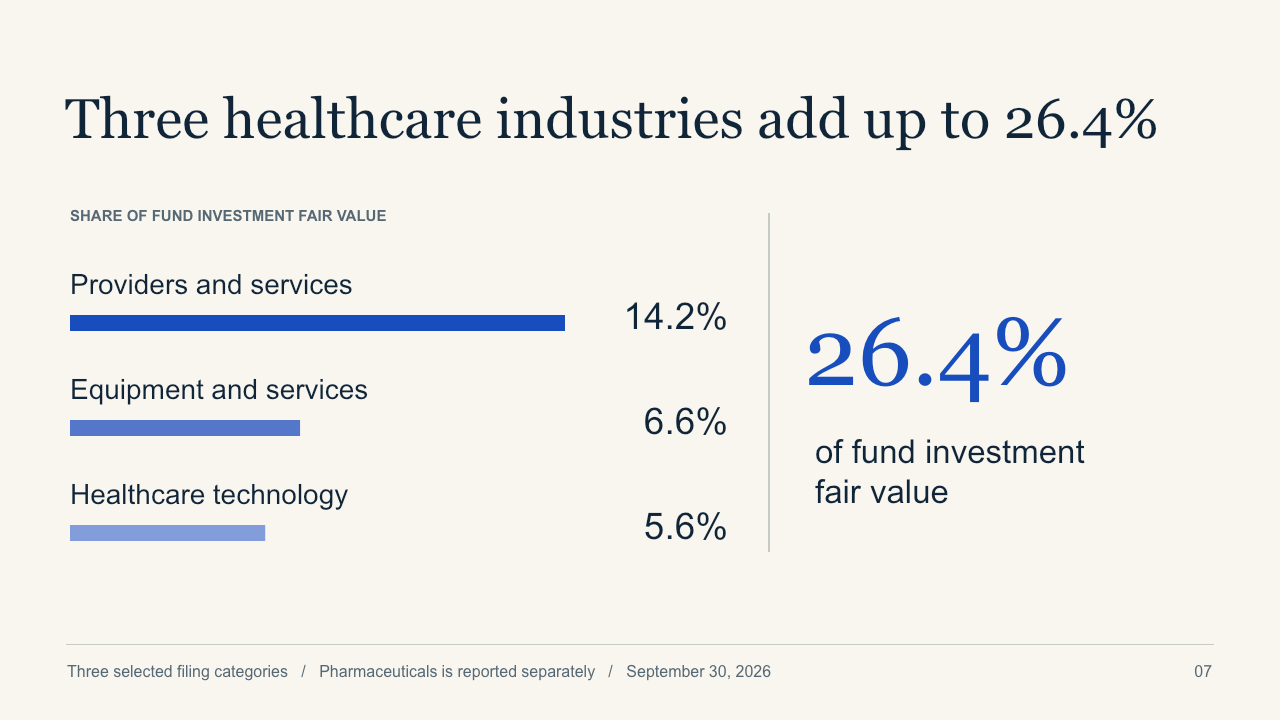 Three healthcare industries add up to 26.4%
SHARE OF FUND INVESTMENT FAIR VALUE
Providers and services
14.2%
Equipment and services
6.6%
Healthcare technology
5.6%
26.4%
of fund investment
fair value
Three selected filing categories / Pharmaceuticals is reported separately / September 30, 2026
07